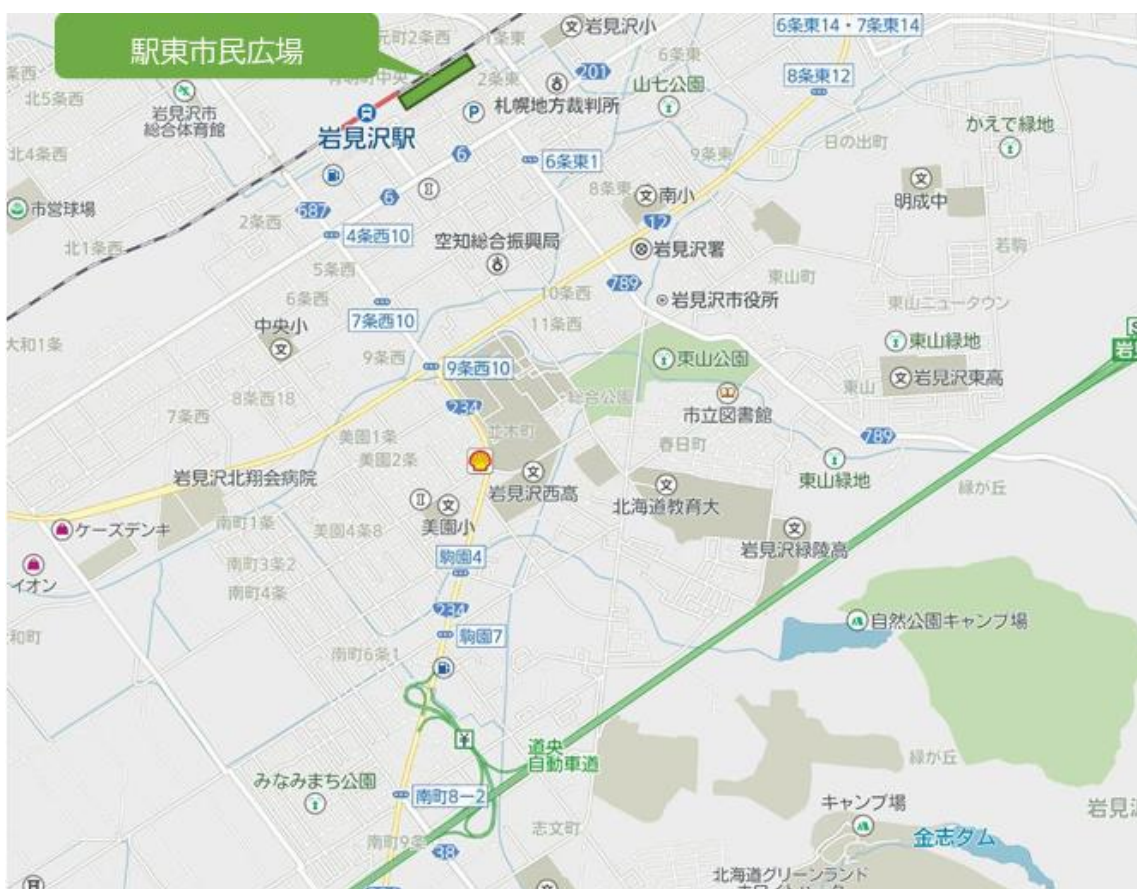 駅東市民広場
元町2条西
1条東
岩見沢小
6条東14・7条東14
6条東
北5条西
有明町中央
2条東
201
山七公園
8条東12
岩見沢市
総合体育館
P
札幌地方裁判所
かえで緑地
岩見沢駅
日の出町
北4条西
6
6条東1
9条東
687
6
8条東
文南小
明成中
市営球場
2条西
4条西10
空知総合振興局
12
岩見沢署
若駒
北1条西
5条西
789
東山町
6条西
10条西
岩見沢市役所
東山ニュータウン
7条西10
11条西
中央小
大和1条
9条西
9条西10
東山公園
東山緑地
岩見沢東高
東山
8条西18
234
総合公園
市立図書館
7条西
美園1条
並木町
春日町
789
美園2条
岩見沢北翔会病院
岩見沢西高
北海道教育大
東山緑地
緑が丘
南町1条
美園4条8
美園小
岩見沢緑陵高
ケーズデンキ
駒園4
イオン
南町3条2
南町4条
234
自然公園キャンプ場
駒園7
南町6条1
道央
自動車道
緑が丘
みなみまち公園
南町8ー2
キャンプ場
志文町
金志ダム
南町9条
38
北海道グリーンランド